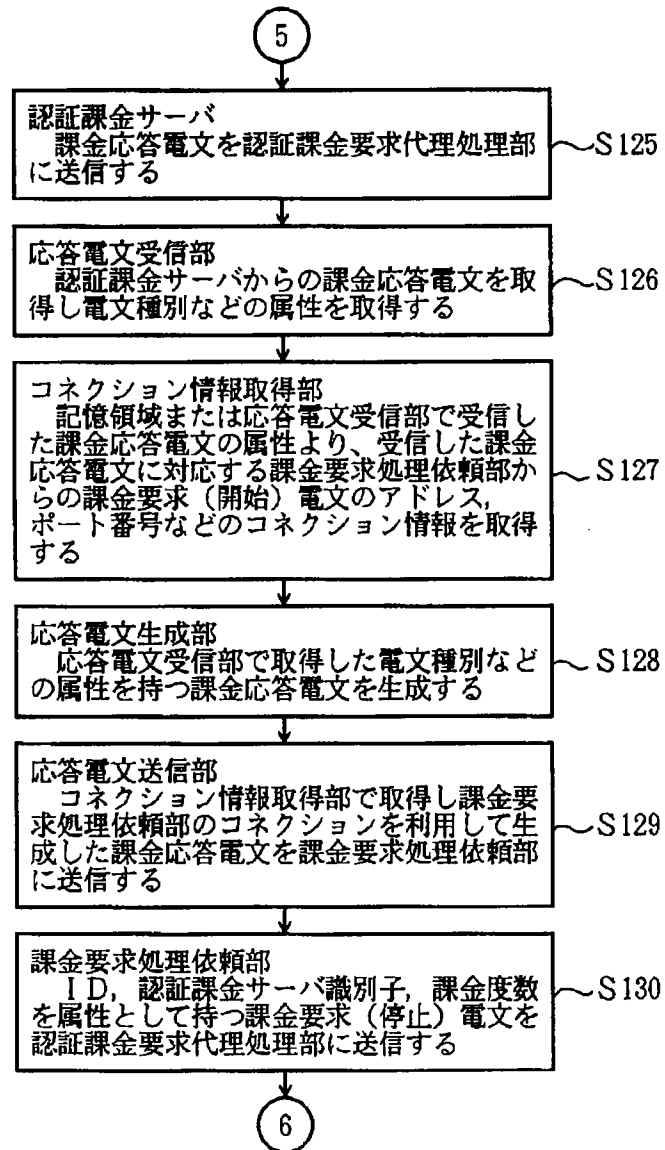 5
認証課金サーバ
課金応答電文を認証課金要求代理処理部
に送信する
S125
応答電文受信部
認証課金サーバからの課金応答電文を取
得し電文種別などの属性を取得する
S126
コネクション情報取得部
記憶領域または応答電文受信部で受信し
た課金応答電文の属性より、受信した課金
応答電文に対応する課金要求処理依頼部か
らの課金要求（開始）電文のアドレス，
ポート番号などのコネクション情報を取得
する
S127
応答電文生成部
応答電文受信部で取得した電文種別など
の属性を持つ課金応答電文を生成する
S128
応答電文送信部
コネクション情報取得部で取得し課金要
求処理依頼部のコネクションを利用して生
成した課金応答電文を課金要求処理依頼部
に送信する
S129
課金要求処理依頼部
ＩＤ，認証課金サーバ識別子，課金度数
を属性として持つ課金要求（停止）電文を
認証課金要求代理処理部に送信する
S130
6